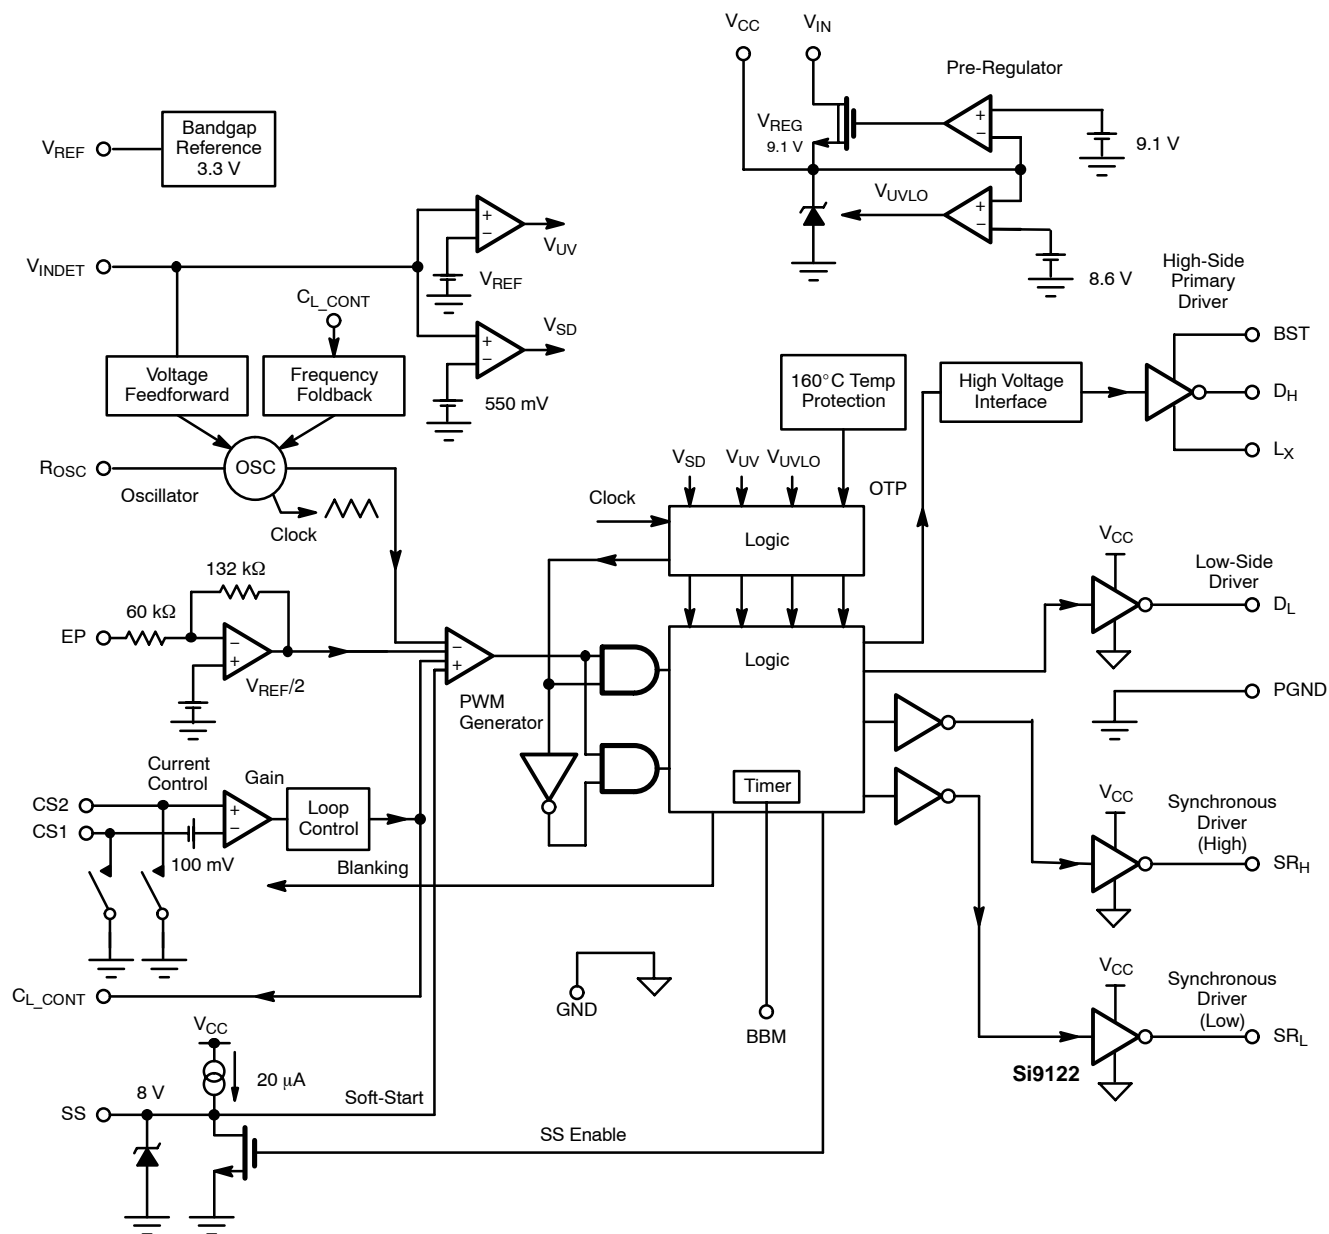 VCC
VIN
Pre-Regulator
VREG
9.1 V
+
−
9.1 V
VUVLO
+
−
8.6 V
VREF
Bandgap
Reference
3.3 V
+
−
VUV
VREF
VINDET
CL_CONT
+
−
VSD
550 mV
Voltage
Feedforward
Frequency
Foldback
ROSC
OSC
Oscillator
Clock
160°C Temp
Protection
High Voltage
Interface
High-Side
Primary
Driver
BST
DH
LX
VSD
VUV
VUVLO
OTP
Clock
Logic
132 kΩ
60 kΩ
EP
−
+
VREF/2
−
+
PWM
Generator
Logic
Timer
VCC
Low-Side
Driver
DL
PGND
Current
Control
Gain
CS2
CS1
+
−
100 mV
Loop
Control
Blanking
VCC
Synchronous
Driver
(High)
SRH
CL_CONT
GND
BBM
VCC
Synchronous
Driver
(Low)
SRL
Si9122
VCC
20 µA
8 V
SS
Soft-Start
SS Enable